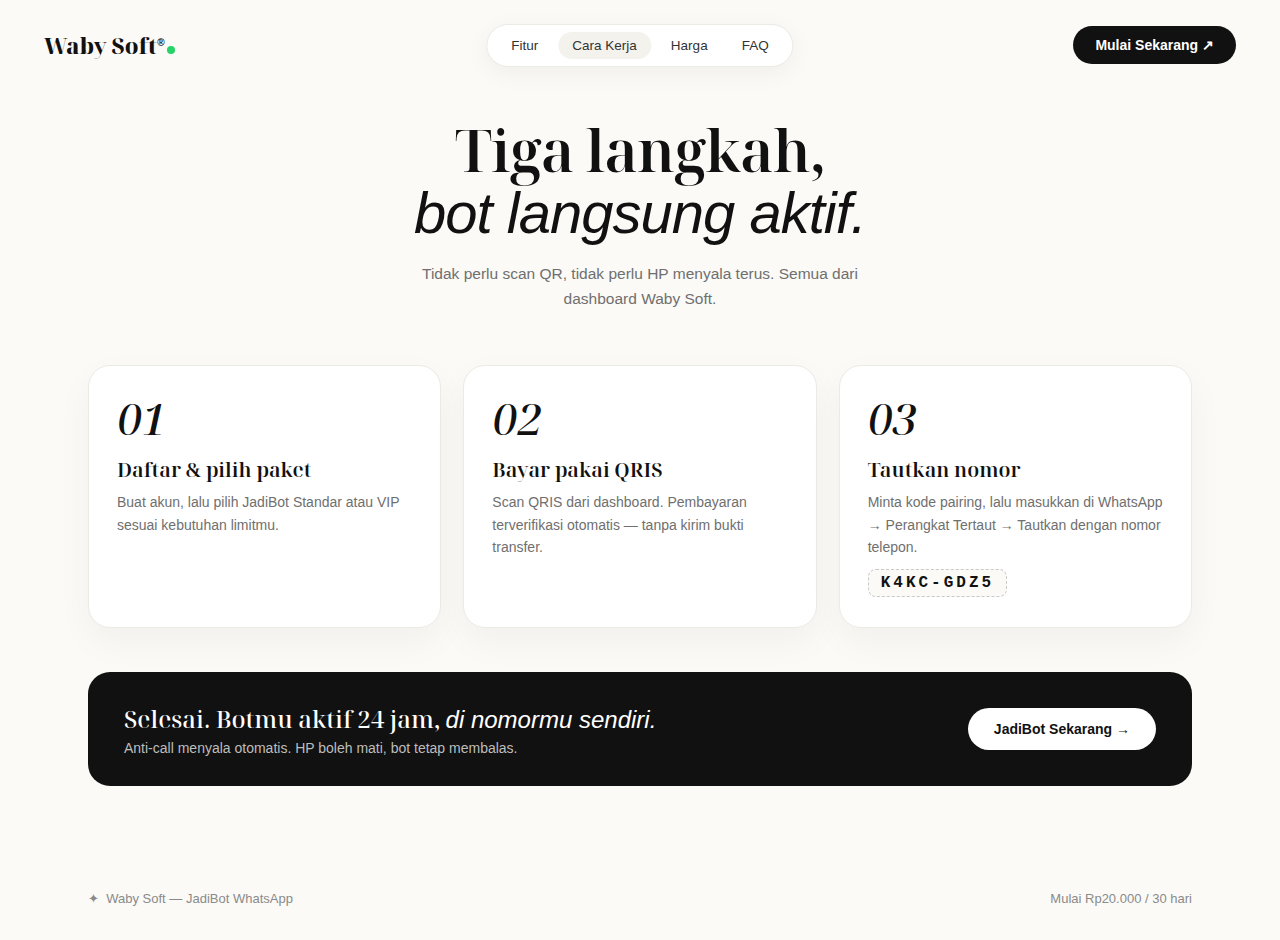 Waby Soft®
Fitur
Cara Kerja
Harga
FAQ
Mulai Sekarang ↗
Tiga langkah,
bot langsung aktif.
Tidak perlu scan QR, tidak perlu HP menyala terus. Semua dari
dashboard Waby Soft.
01
Daftar & pilih paket
Buat akun, lalu pilih JadiBot Standar atau VIP
sesuai kebutuhan limitmu.
02
Bayar pakai QRIS
Scan QRIS dari dashboard. Pembayaran
terverifikasi otomatis — tanpa kirim bukti
transfer.
03
Tautkan nomor
Minta kode pairing, lalu masukkan di WhatsApp
→ Perangkat Tertaut → Tautkan dengan nomor
telepon.
K4KC-GDZ5
Selesai. Botmu aktif 24 jam, di nomormu sendiri.
Anti-call menyala otomatis. HP boleh mati, bot tetap membalas.
JadiBot Sekarang →
✦ Waby Soft — JadiBot WhatsApp
Mulai Rp20.000 / 30 hari